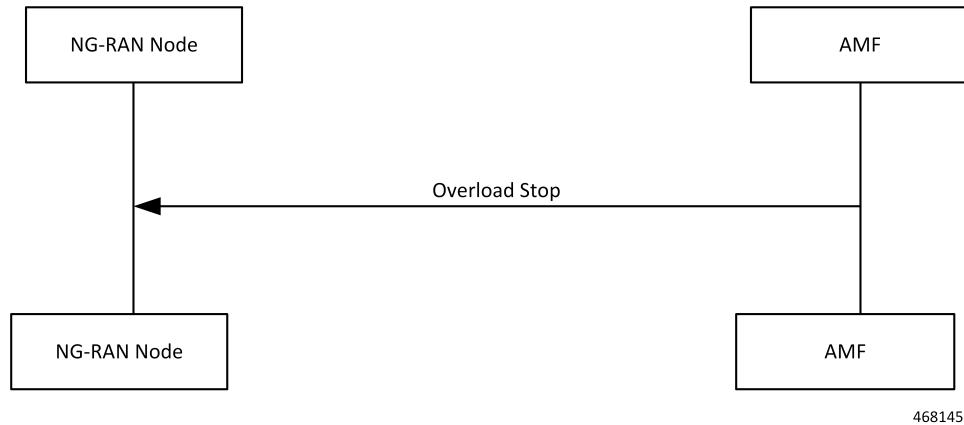 NG-RAN Node
AMF
Overload Stop
NG-RAN Node
AMF
468145